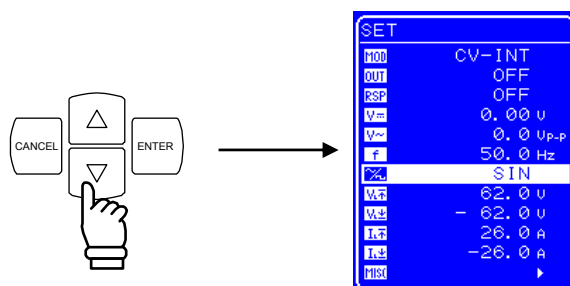 CANCEL
ENTER
SET
MOD CV-INT
OUT OFF
RSP OFF
V= 0.00 V
V~ 0.0 Vp-p
f 50.0 Hz
SIN
62.0 V
- 62.0 V
26.0 A
-26.0 A
MISC